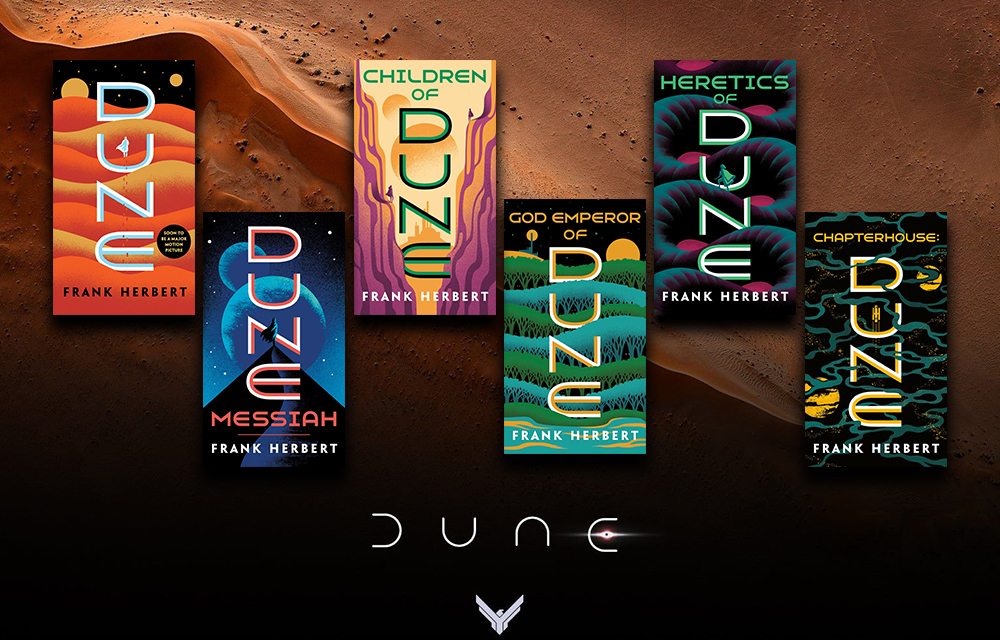 DUNE
SOON TO
BE A MAJOR
MOTION
PICTURE
FRANK HERBERT
DUNE
MESSIAH
FRANK HERBERT
CHILDREN
OF
DUNE
FRANK HERBERT
GOD EMPEROR
OF
DUNE
FRANK HERBERT
HERETICS
OF
DUNE
FRANK HERBERT
CHAPTERHOUSE:
DUNE
FRANK HERBERT
DUNE